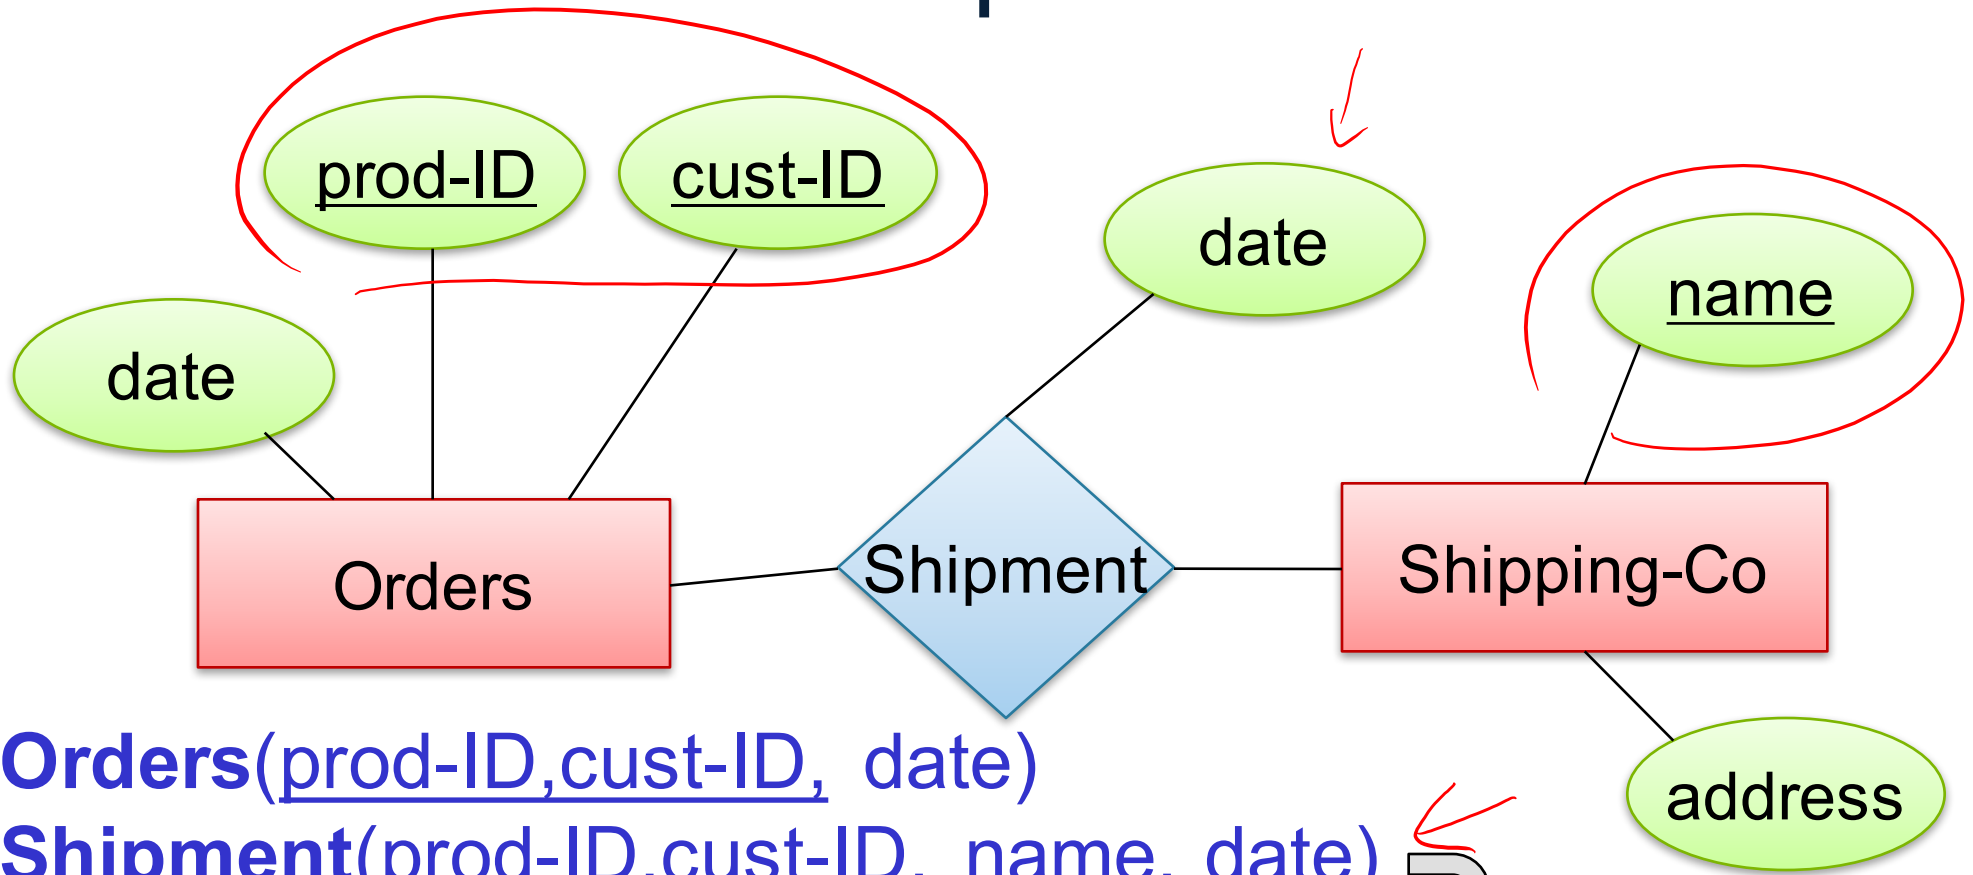 prod-ID
cust-ID
date
name
date
Orders
Shipment
Shipping-Co
Orders(prod-ID,cust-ID, date)
address
Shipment(prod-ID,cust-ID, name, date)